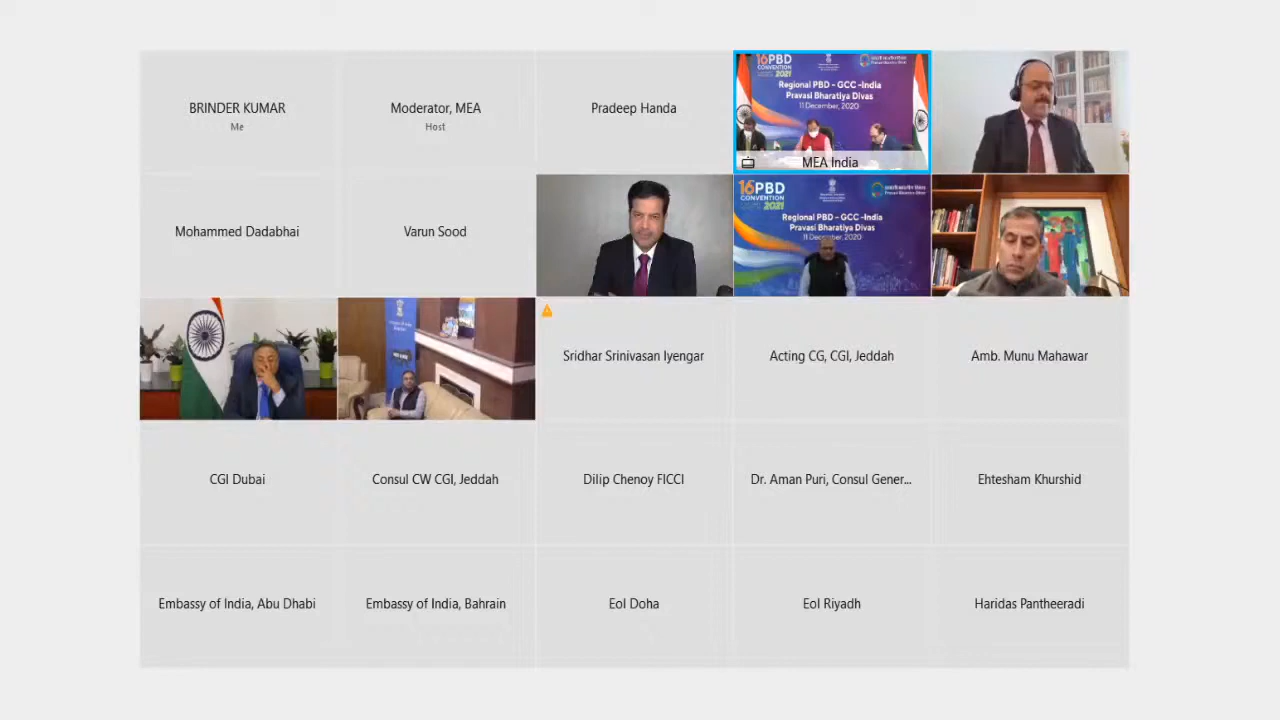 BRINDER KUMAR
Me
Moderator, MEA
Host
Pradeep Handa
16 PBD
CONVENTION
2021
Regional PBD - GCC -India
Pravasi Bharatiya Divas
11 December, 2020
MEA India
Mohammed Dadabhai
Varun Sood
16 PBD
CONVENTION
2021
Regional PBD - GCC -India
Pravasi Bharatiya Divas
11 December, 2020
Sridhar Srinivasan Iyengar
Acting CG, CGI, Jeddah
Amb. Munu Mahawar
CGI Dubai
Consul CW CGI, Jeddah
Dilip Chenoy FICCI
Dr. Aman Puri, Consul Gener...
Ehtesham Khurshid
Embassy of India, Abu Dhabi
Embassy of India, Bahrain
EoI Doha
EoI Riyadh
Haridas Pantheeradi